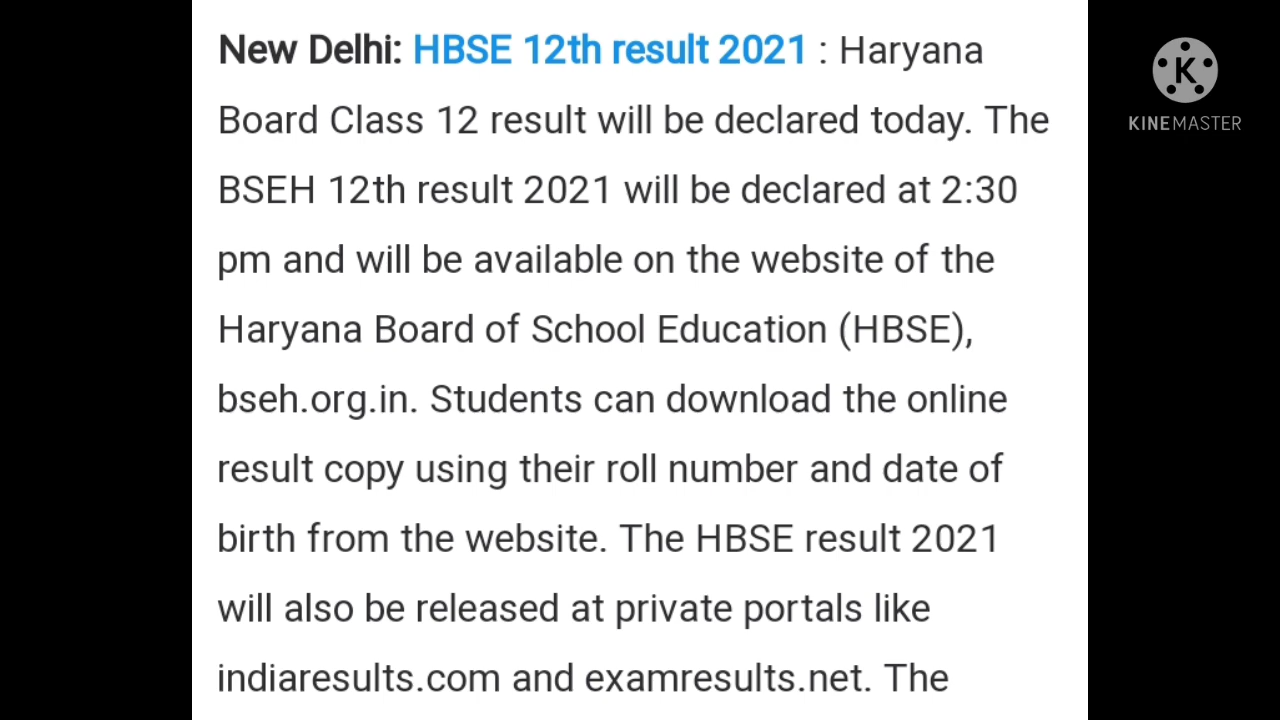 New Delhi: HBSE 12th result 2021 : Haryana
Board Class 12 result will be declared today. The
BSEH 12th result 2021 will be declared at 2:30
pm and will be available on the website of the
Haryana Board of School Education (HBSE),
bseh.org.in. Students can download the online
result copy using their roll number and date of
birth from the website. The HBSE result 2021
will also be released at private portals like
indiaresults.com and examresults.net. The
K
KINEMASTER